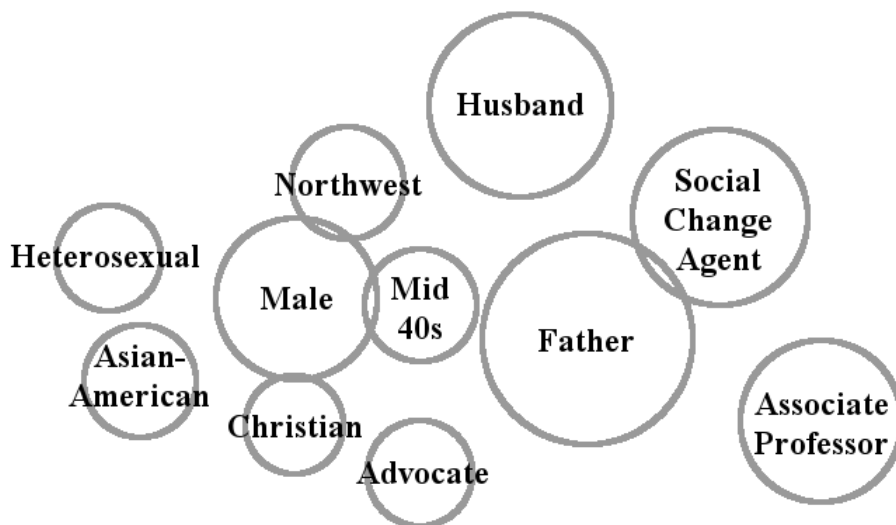 Husband
Northwest
Social
Change
Agent
Heterosexual
Male
Mid
40s
Father
Asian-
American
Christian
Associate
Professor
Advocate